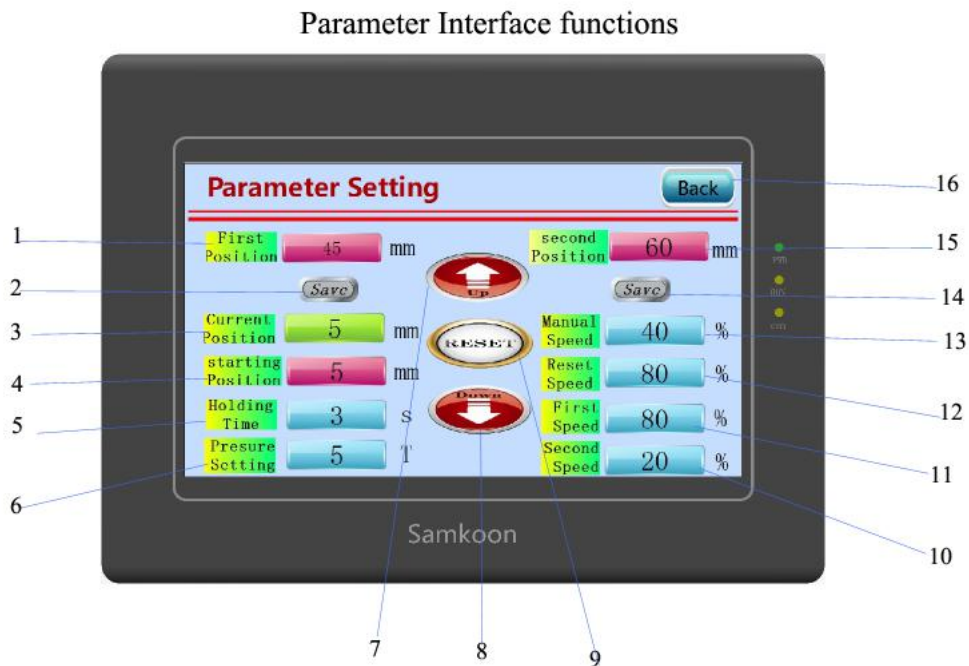 Parameter Interface functions
Parameter Setting
Back
16
1
First
Position
45
mm
second
Position
60
mm
15
2
Save
Up
Save
14
3
Current
Position
5
mm
RESET
Manual
Speed
40
%
13
4
starting
Position
5
mm
Reset
Speed
80
%
12
5
Holding
Time
3
S
Down
First
Speed
80
%
11
6
Presure
Setting
5
T
Second
Speed
20
%
10
Samkoon
7
8
9